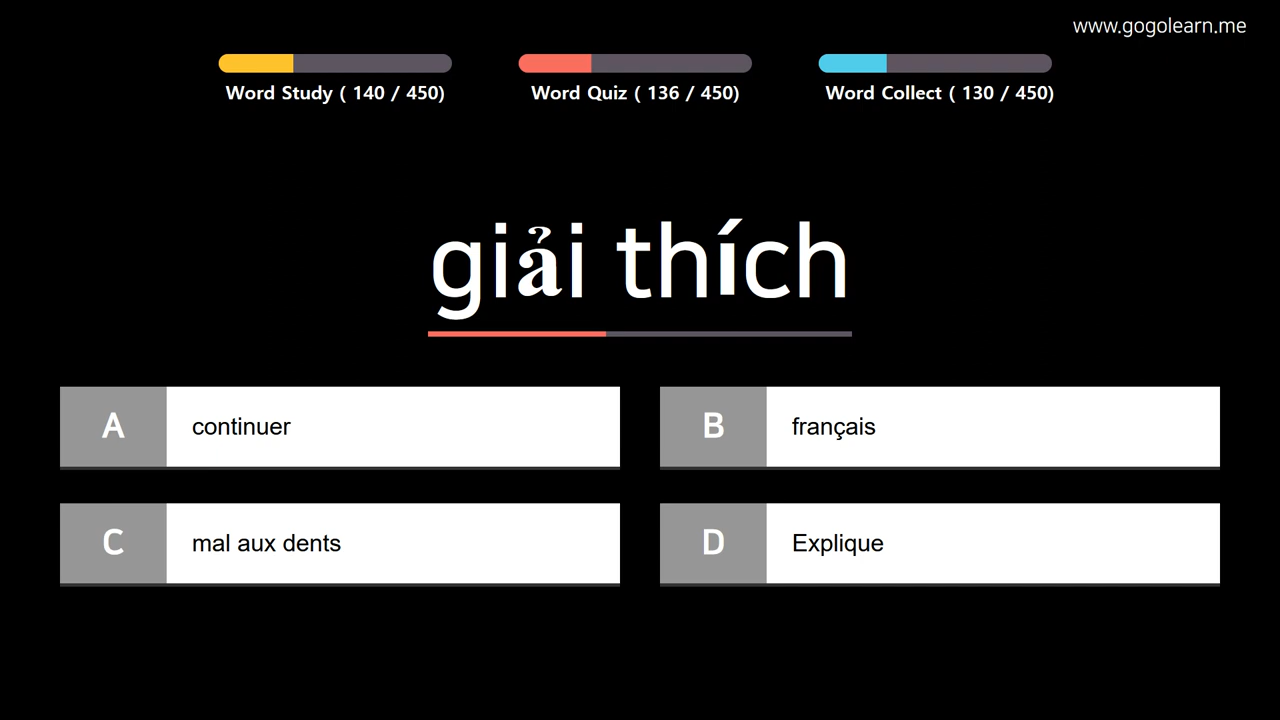 www.gogolearn.me
Word Study ( 140 / 450)
Word Quiz ( 136 / 450)
Word Collect ( 130 / 450)
giải thích
A continuer
B français
C mal aux dents
D Explique